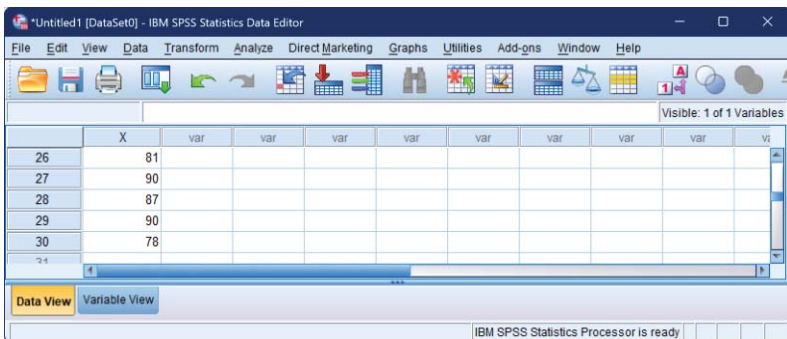 *Untitled1 [DataSet0] - IBM SPSS Statistics Data Editor
File Edit View Data Transform Analyze Direct Marketing Graphs Utilities Add-ons Window Help
Visible: 1 of 1 Variables
X var var var var var var var var
26 81
27 90
28 87
29 90
30 78
31
Data View Variable View
IBM SPSS Statistics Processor is ready